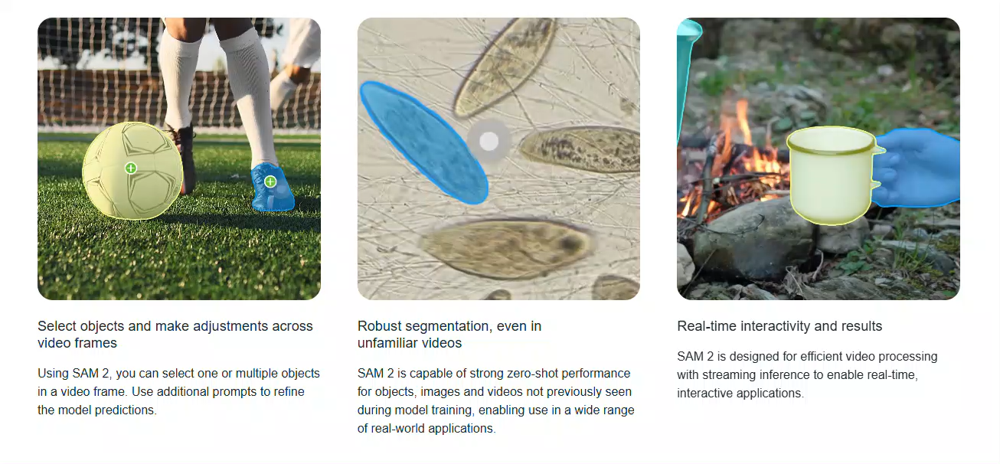 Select objects and make adjustments across
video frames
Using SAM 2, you can select one or multiple objects
in a video frame. Use additional prompts to refine
the model predictions.
Robust segmentation, even in
unfamiliar videos
SAM 2 is capable of strong zero-shot performance
for objects, images and videos not previously seen
during model training, enabling use in a wide range
of real-world applications.
Real-time interactivity and results
SAM 2 is designed for efficient video processing
with streaming inference to enable real-time,
interactive applications.